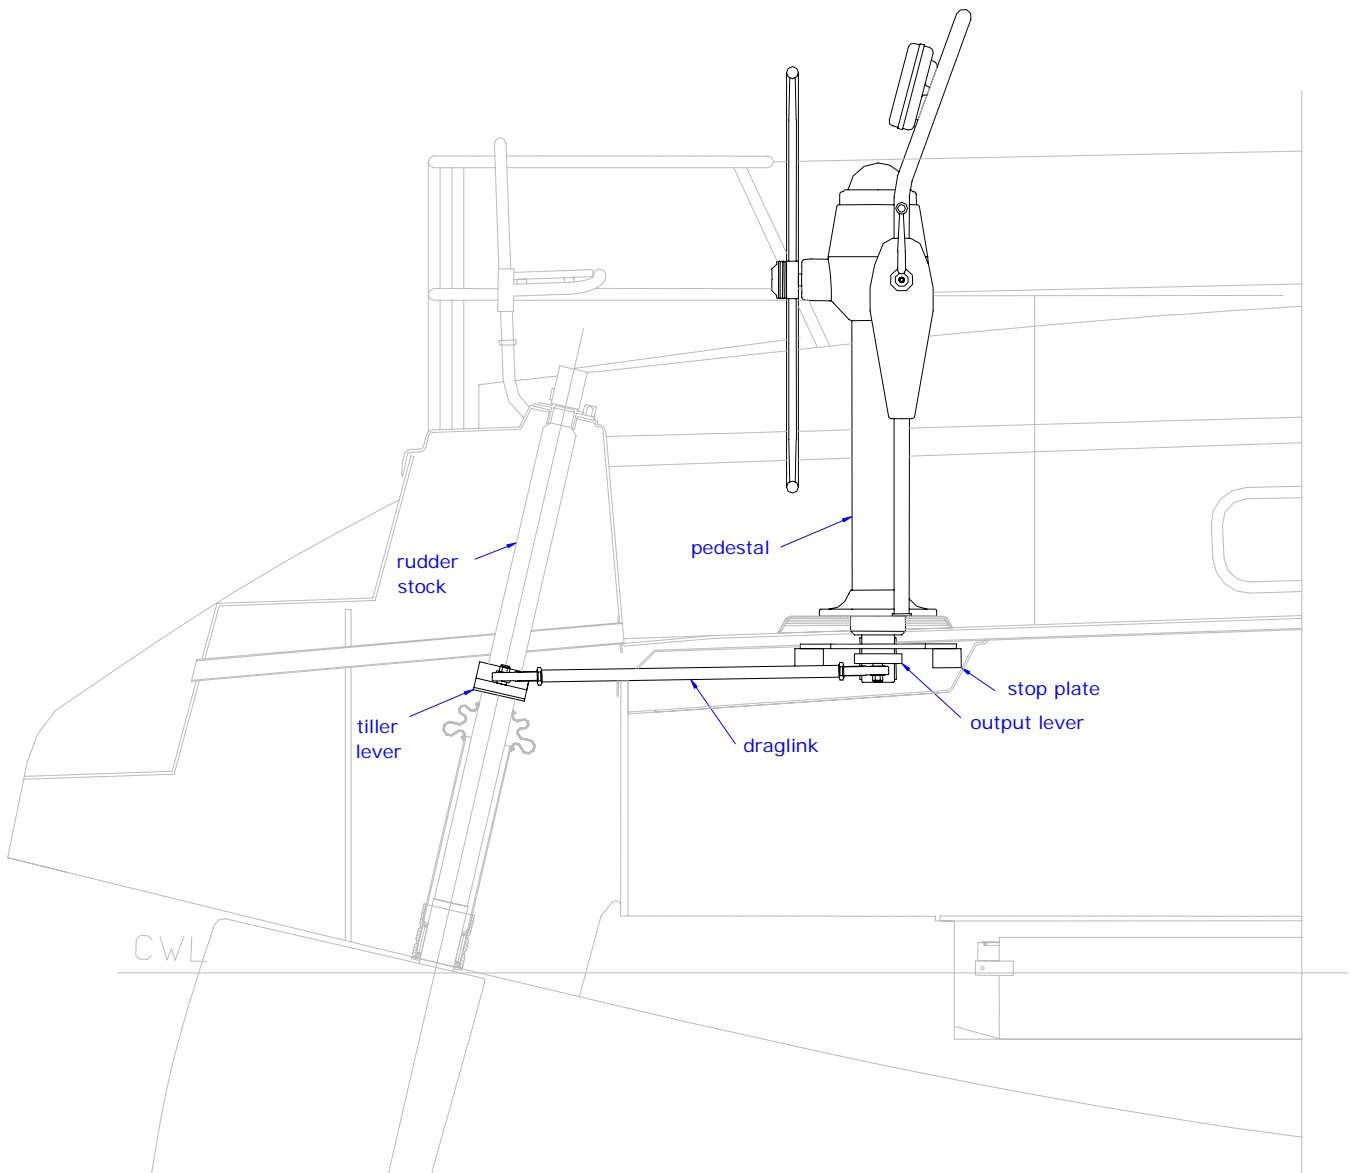 pedestal
rudder
stock
stop plate
output lever
tiller
lever
draglink
CWL